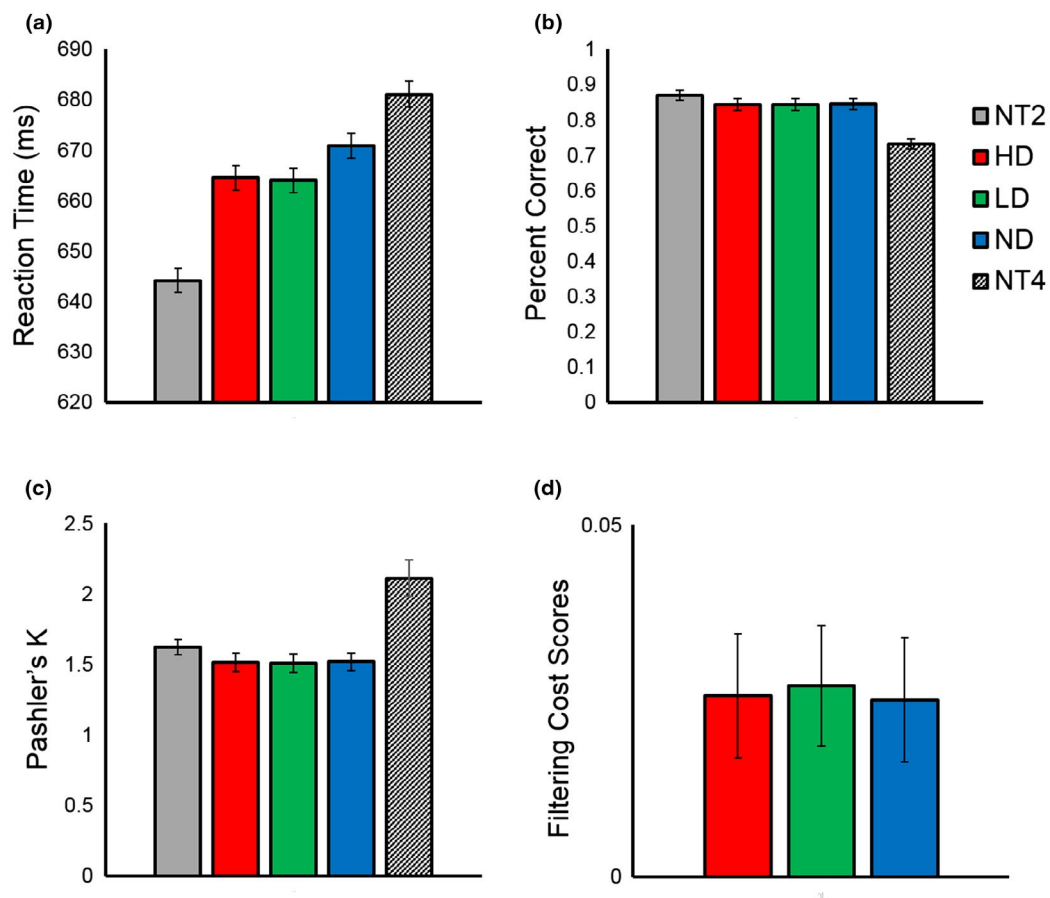 (a)
Reaction Time (ms)
690
680
670
660
650
640
630
620
(b)
Percent Correct
1
0.9
0.8
0.7
0.6
0.5
0.4
0.3
0.2
0.1
0
NT2
HD
LD
ND
NT4
(c)
Pashler's K
2.5
2
1.5
1
0.5
0
(d)
Filtering Cost Scores
0.05
0